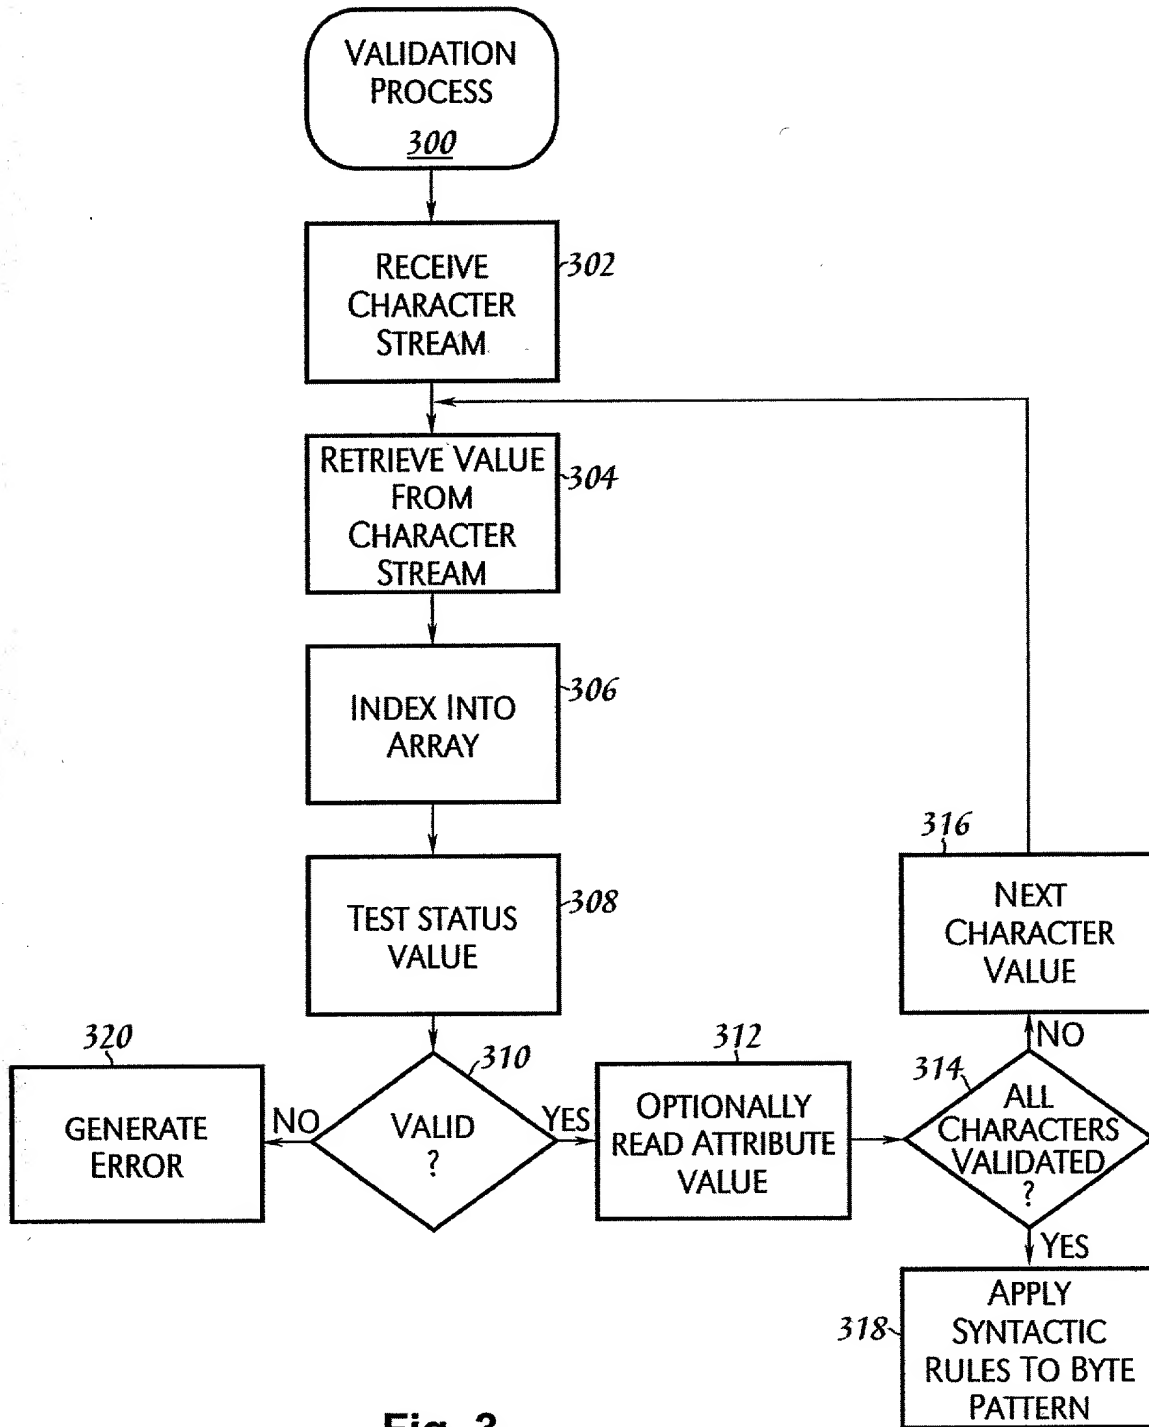 VALIDATION
PROCESS
300
RECEIVE
CHARACTER
STREAM
302
RETRIEVE VALUE
FROM
CHARACTER
STREAM
304
INDEX INTO
ARRAY
306
TEST STATUS
VALUE
308
VALID
?
310
NO
GENERATE
ERROR
320
YES
OPTIONALLY
READ ATTRIBUTE
VALUE
312
ALL
CHARACTERS
VALIDATED
?
314
NO
NEXT
CHARACTER
VALUE
316
YES
APPLY
SYNTACTIC
RULES TO BYTE
PATTERN
318
Fig. 3